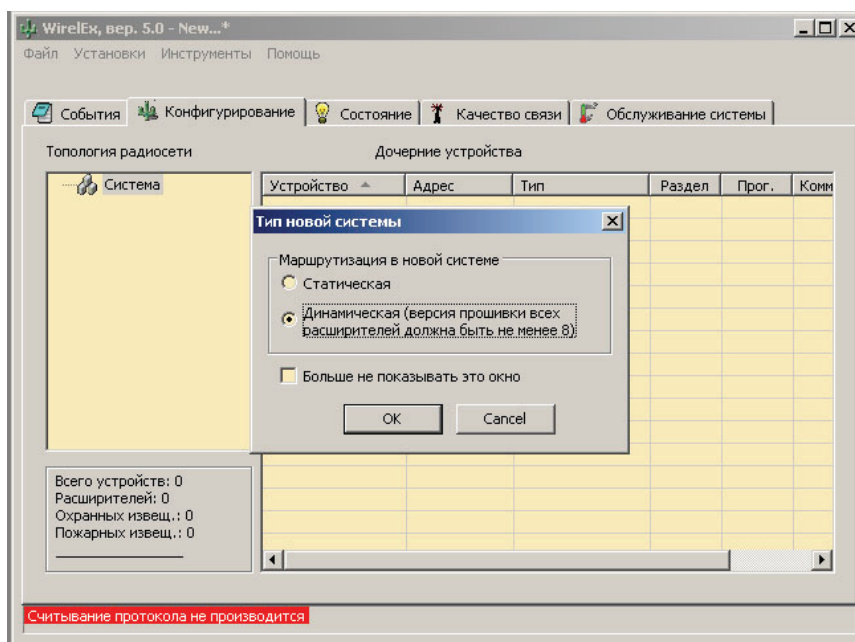 WirelEx, вер. 5.0 - New...*
Файл Установки Инструменты Помощь
События Конфигурирование Состояние Качество связи Обслуживание системы
Топология радиосети Дочерние устройства
Система
Устройство Адрес Тип Раздел Прог. Комм
Тип новой системы
Маршрутизация в новой системе
Статическая
Динамическая (версия прошивки всех
расширителей должна быть не менее 8)
Больше не показывать это окно
OK Cancel
Всего устройств: 0
Расширителей: 0
Охранных извещ.: 0
Пожарных извещ.: 0
Считывание протокола не производится